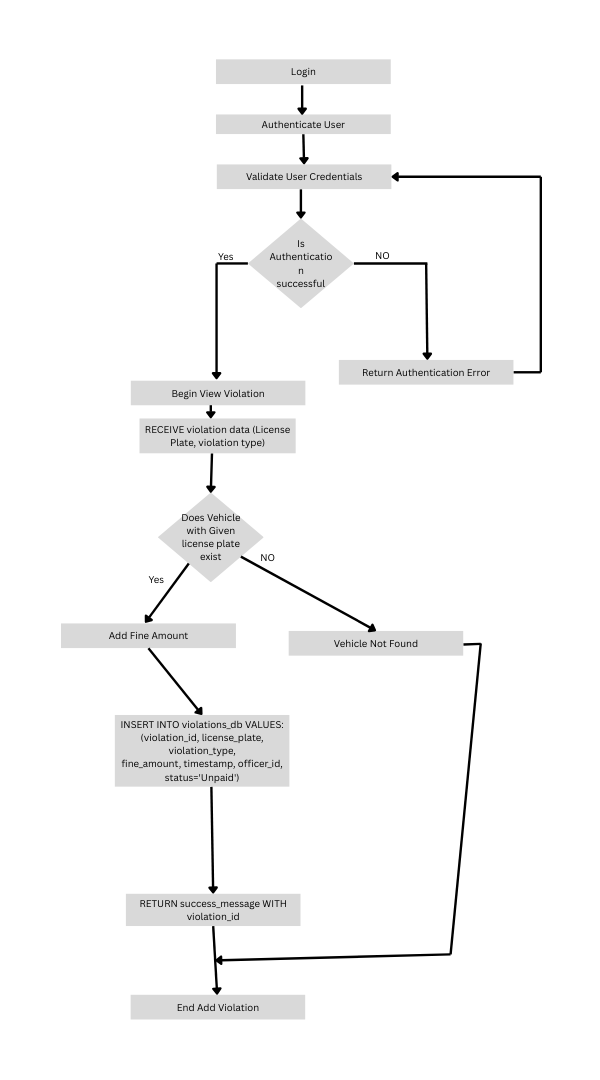 Login
Authenticate User
Validate User Credentials
Is
Authenticatio
n
successful
Yes
NO
Return Authentication Error
Begin View Violation
RECEIVE violation data (License
Plate, violation type)
Does Vehicle
with Given
license plate
exist
Yes
NO
Add Fine Amount
Vehicle Not Found
INSERT INTO violations_db VALUES:
(violation_id, license_plate,
violation_type,
fine_amount, timestamp, officer_id,
status='Unpaid')
RETURN success_message WITH
violation_id
End Add Violation